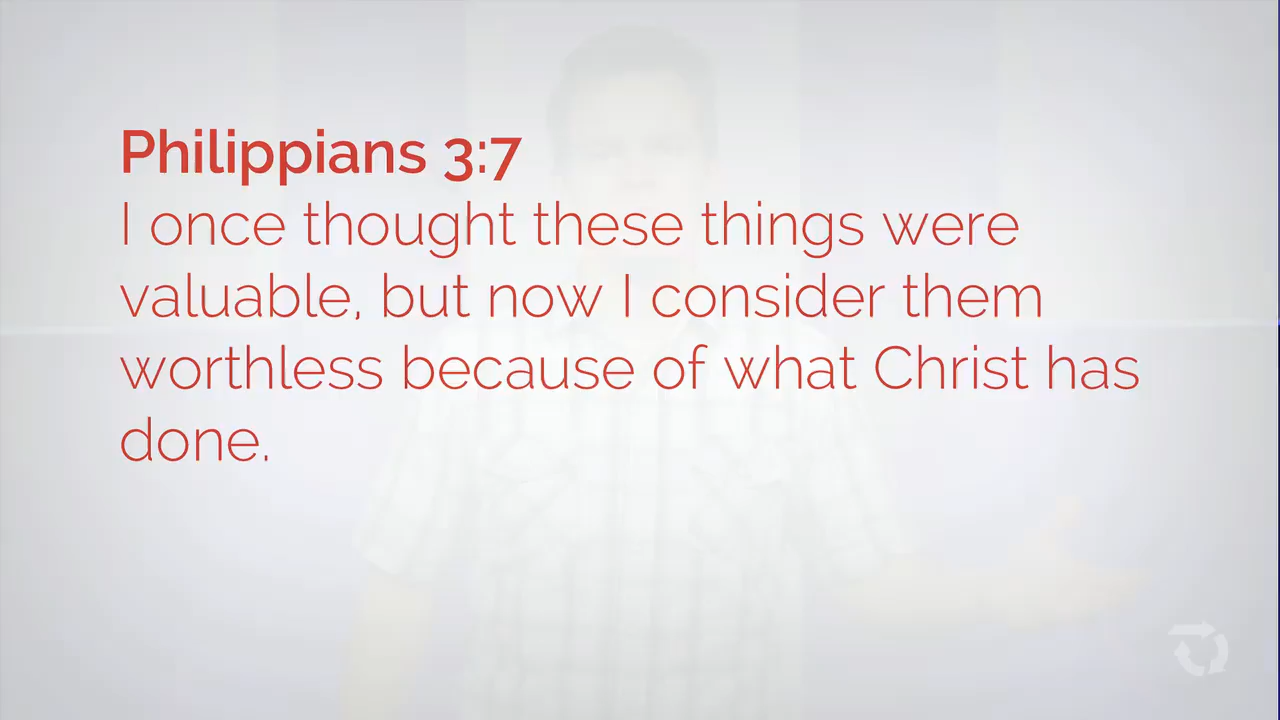 Philippians 3:7
I once thought these things were
valuable, but now I consider them
worthless because of what Christ has
done.